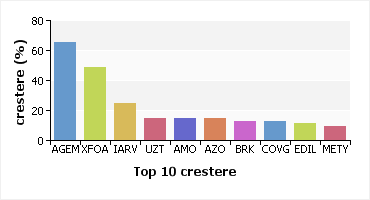 crestere (%)
80
60
40
20
0
AGEM XFOA IARV UZT AMO AZO BRK COVG EDIL METY
Top 10 crestere